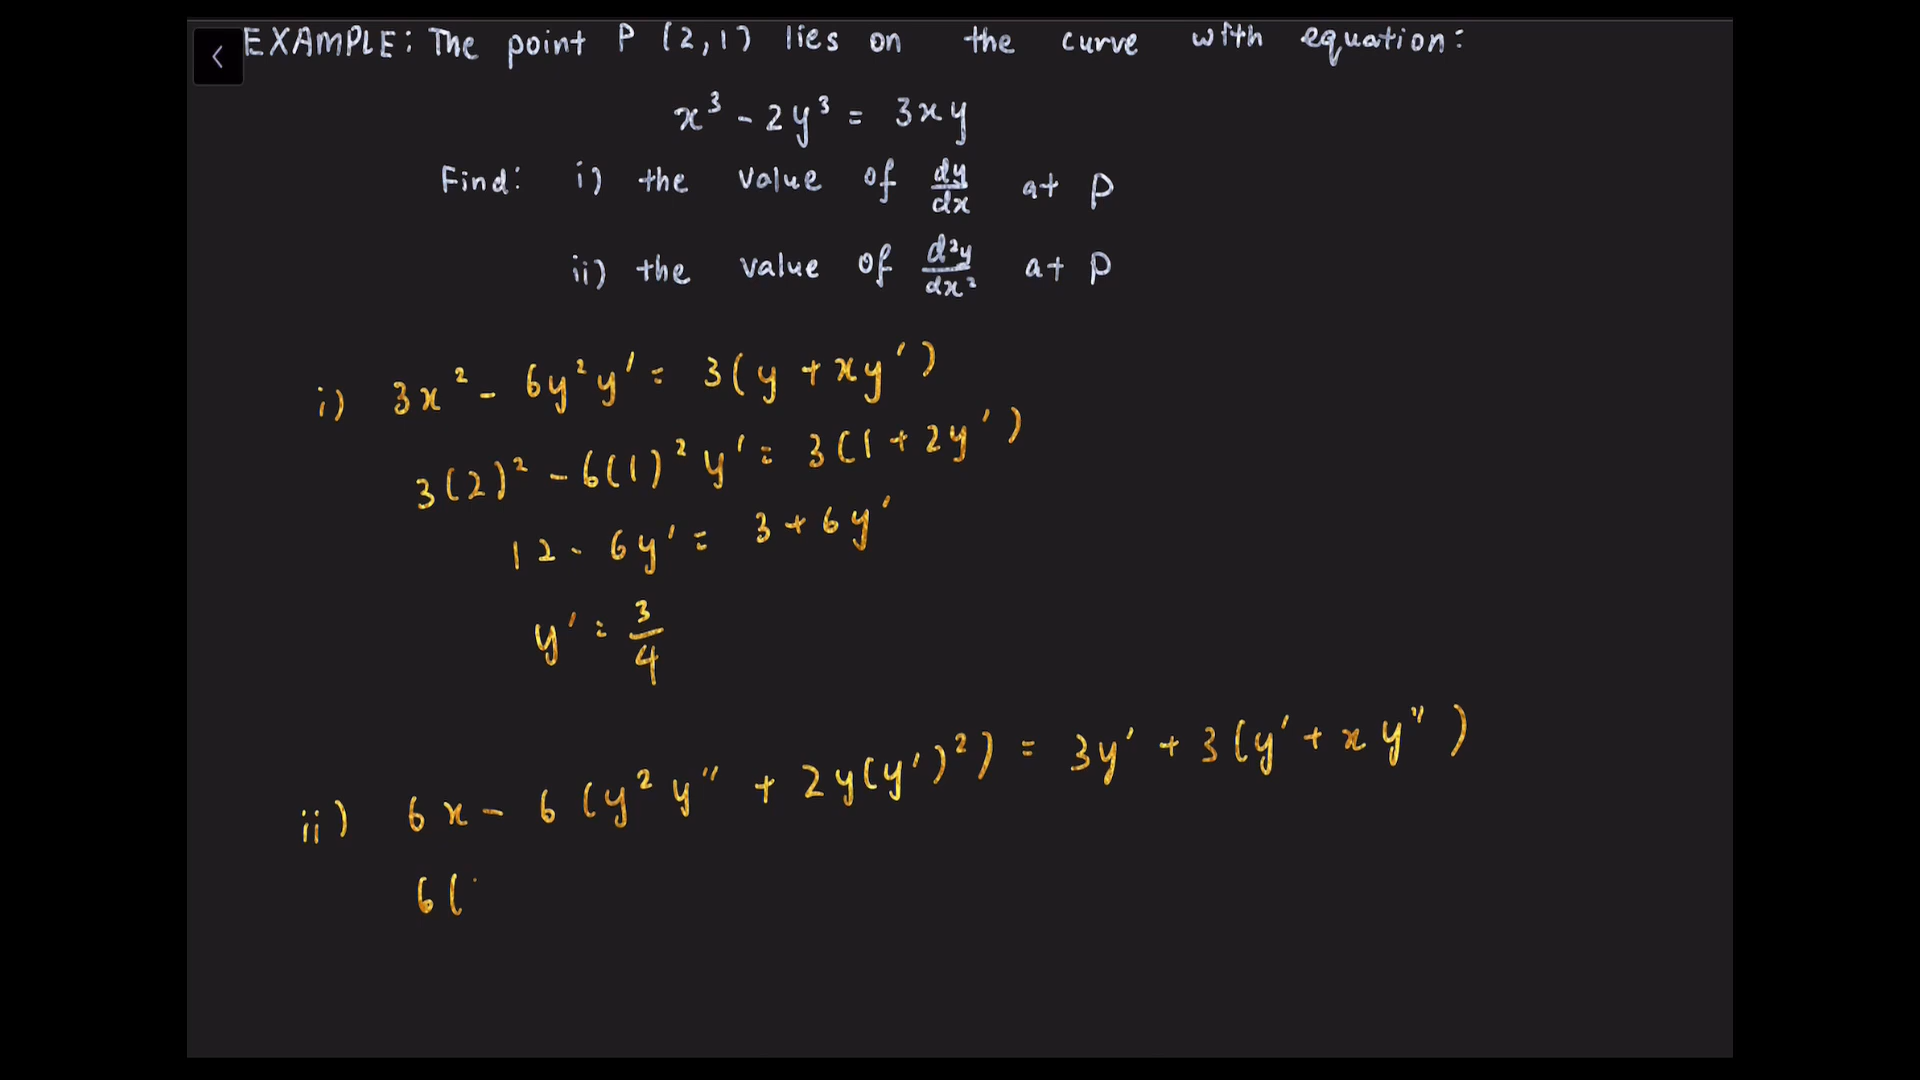 EXAMPLE: The point P (2,1) lies on the curve with equation:
x³ - 2y³ = 3xy
Find: i) the value of dy/dx at P
ii) the value of d²y/dx² at P
i) 3x² - 6y²y' = 3(y + xy')
3(2)² - 6(1)² y' = 3(1 + 2y')
12 - 6y' = 3 + 6y'
y' = 3/4
ii) 6x - 6(y²y'' + 2y(y')²) = 3y' + 3(y' + xy'')
6(